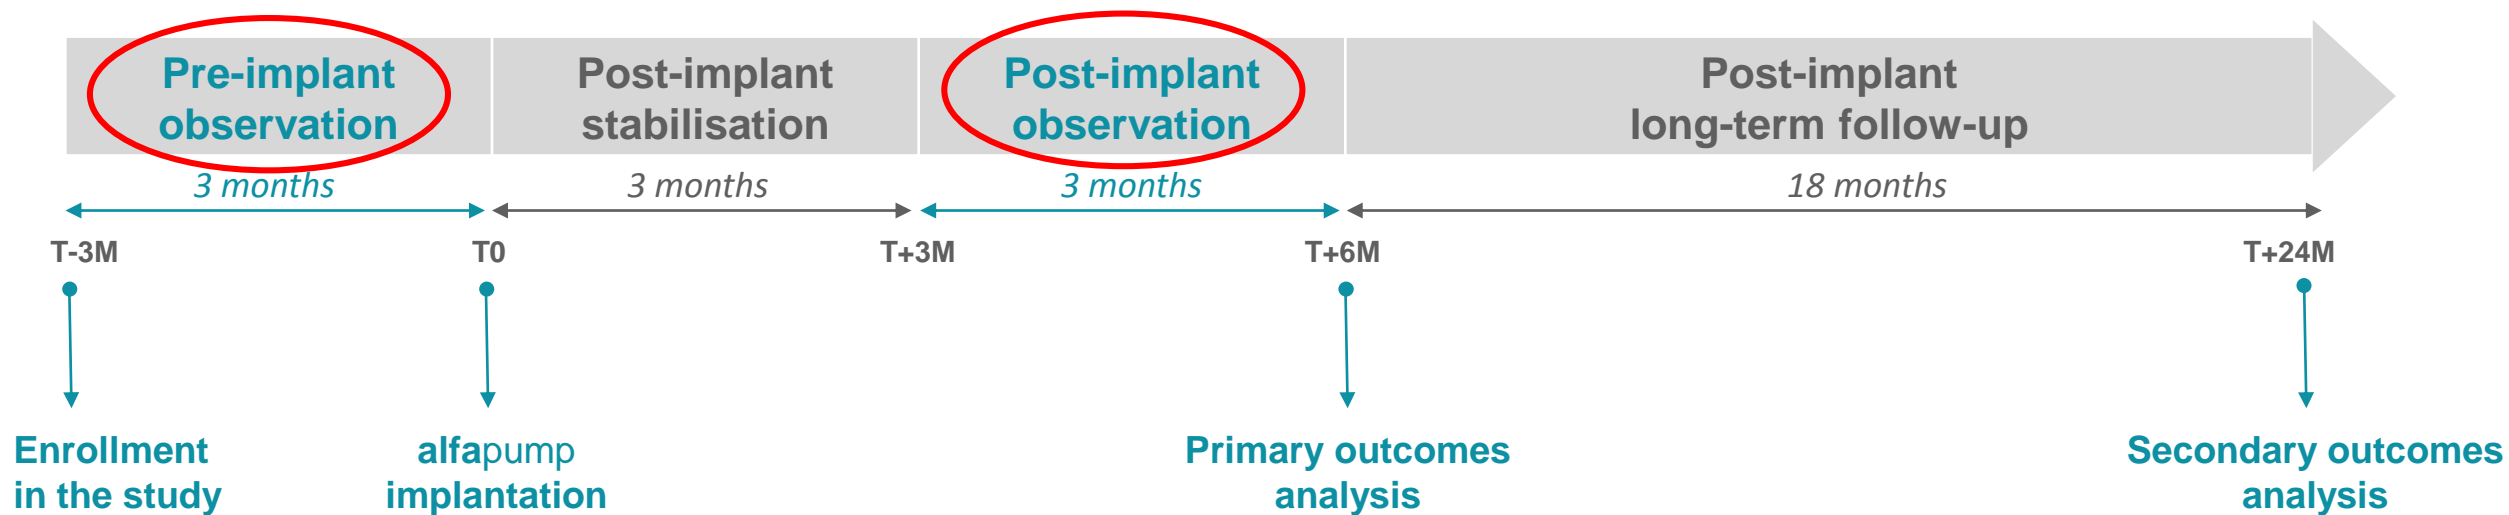 Pre-implant
observation
Post-implant
stabilisation
Post-implant
observation
Post-implant
long-term follow-up
3 months
3 months
3 months
18 months
T-3M
T0
T+3M
T+6M
T+24M
Enrollment
in the study
alfapump
implantation
Primary outcomes
analysis
Secondary outcomes
analysis